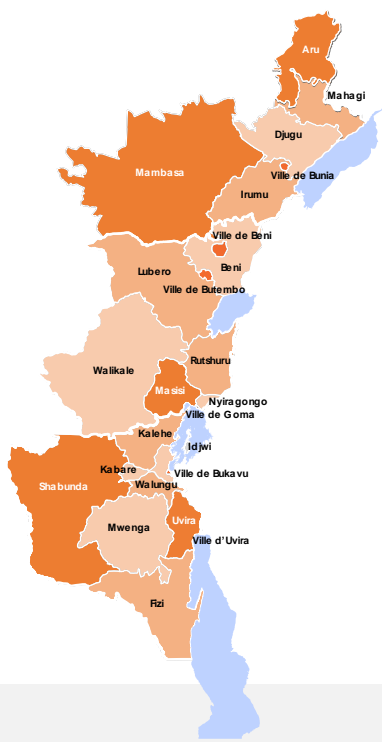 Aru
Mahagi
Djugu
Mambasa
Ville de Bunia
Irumu
Ville de Beni
Beni
Lubero
Ville de Butembo
Rutshuru
Walikale
Masisi
Nyiragongo
Ville de Goma
Kalehe
Idjwi
Kabare
Ville de Bukavu
Shabunda
Walungu
Uvira
Mwenga
Ville d'Uvira
Fizi